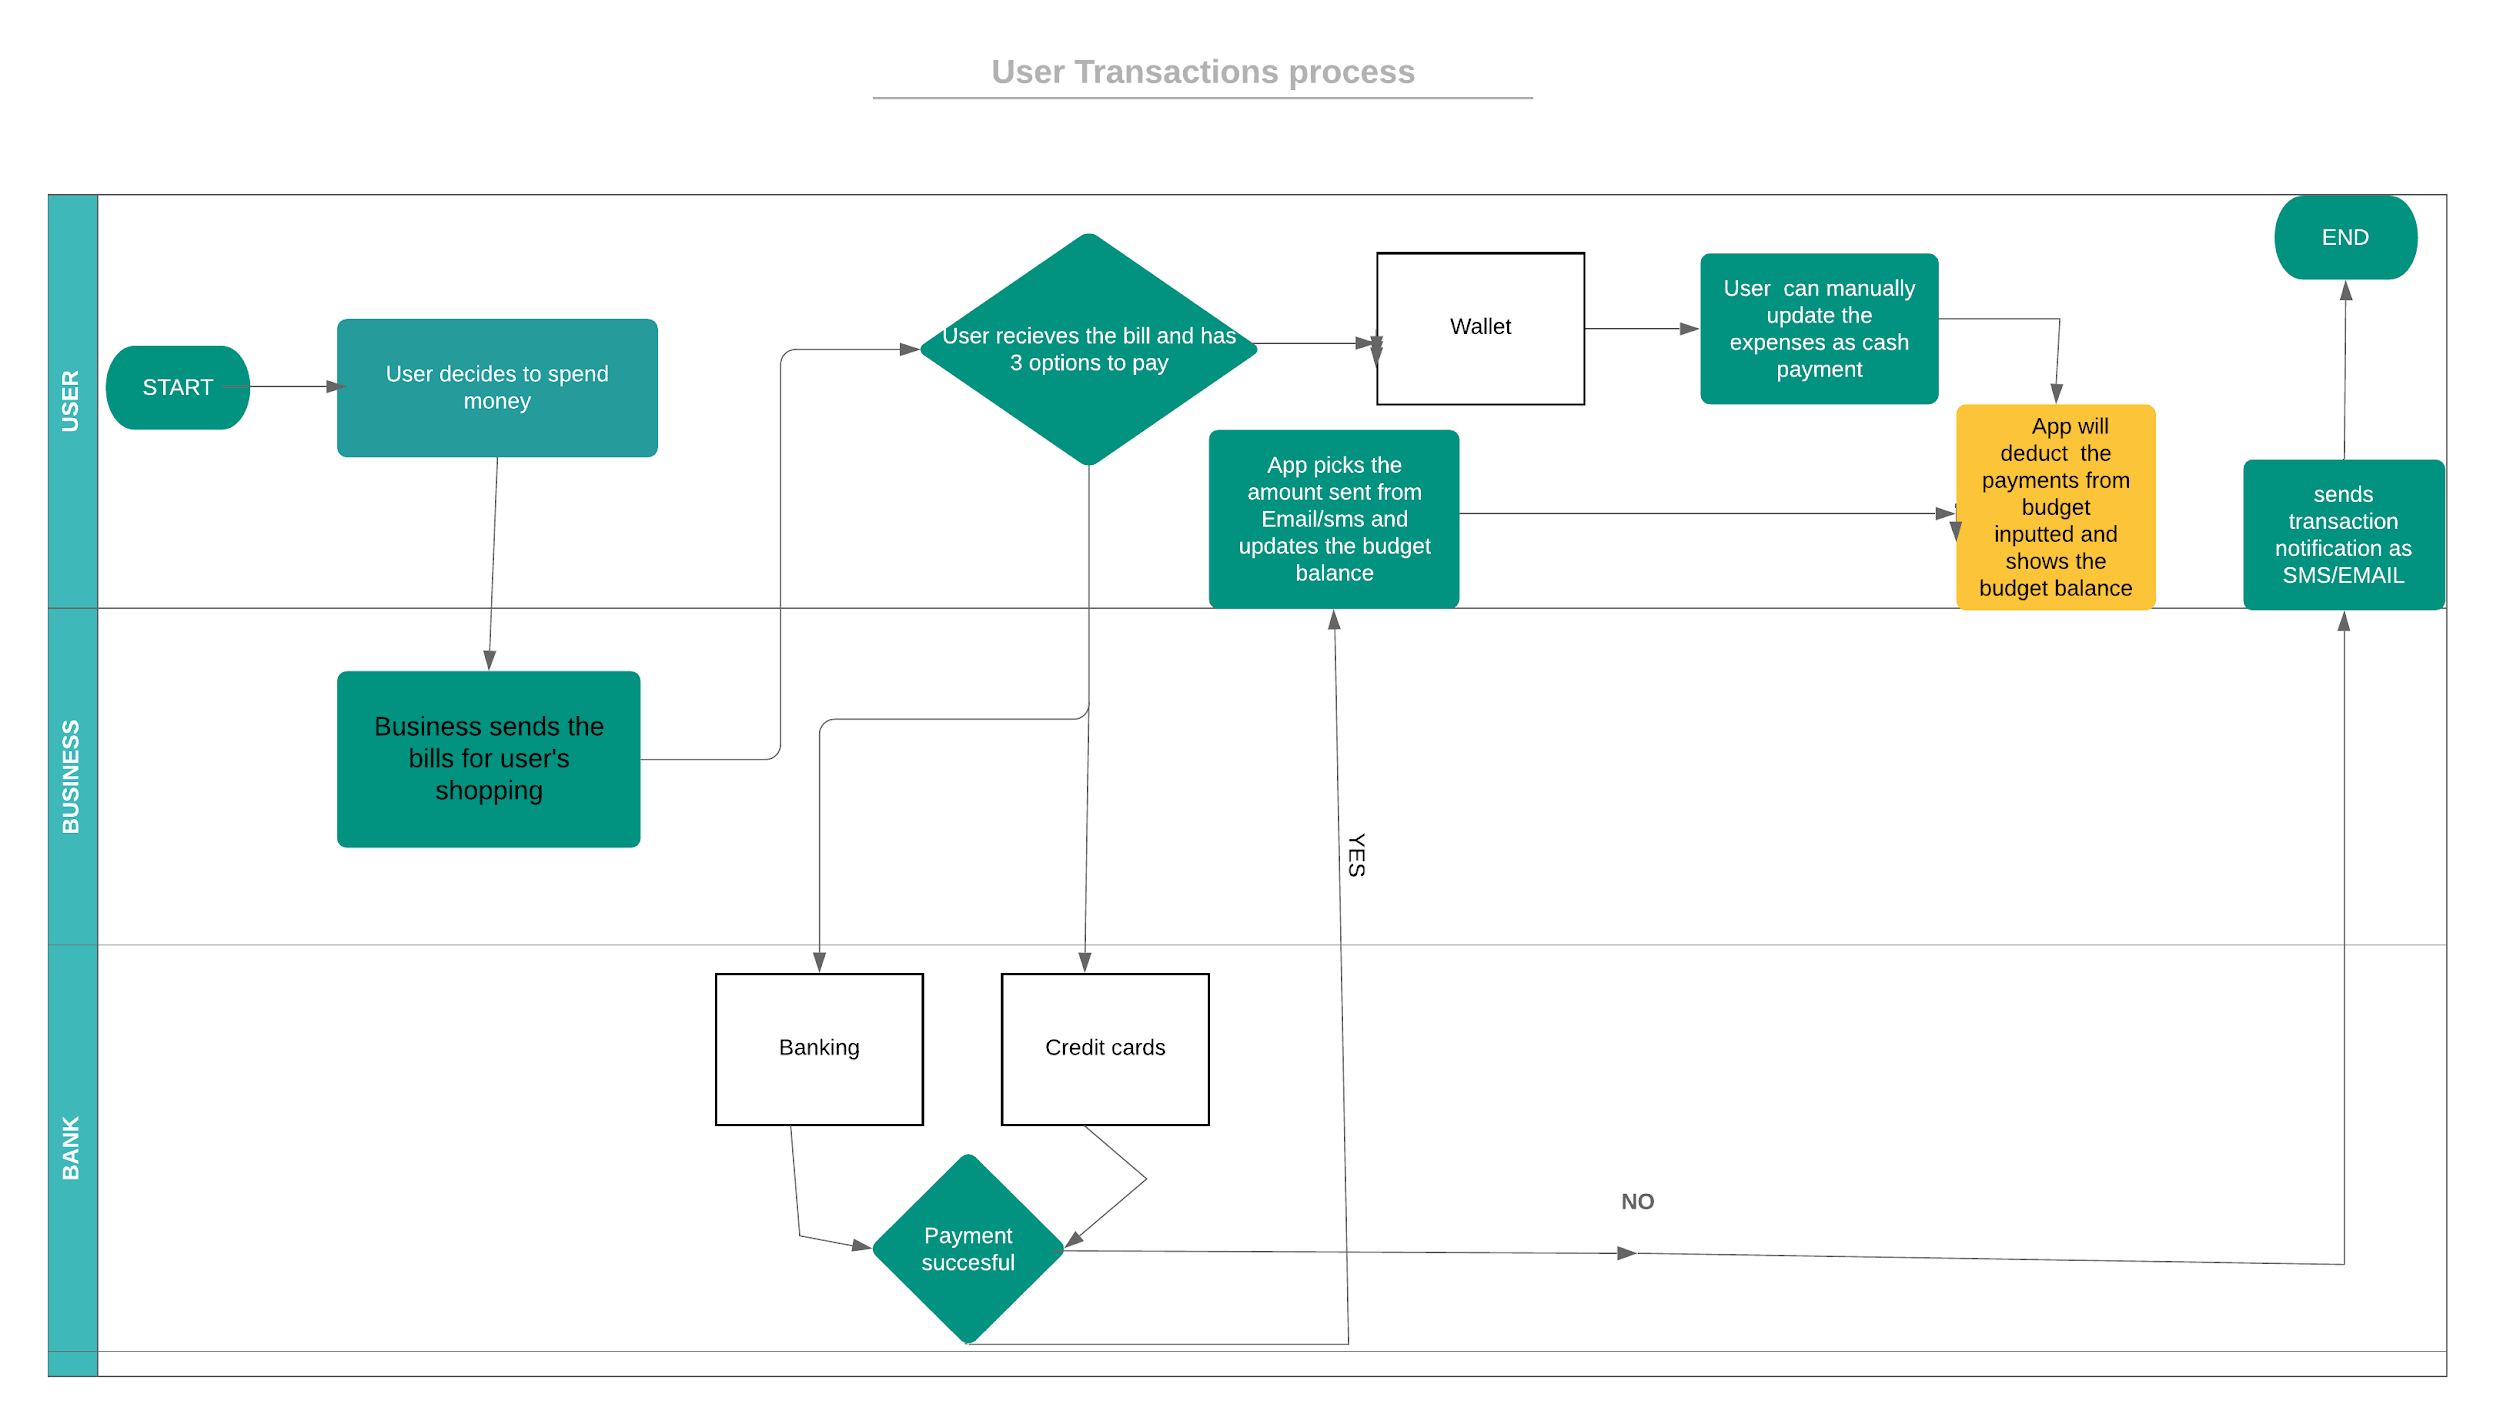 User Transactions process
USER
START
User decides to spend
money
User recieves the bill and has
3 options to pay
Wallet
User can manually
update the
expenses as cash
payment
END
App picks the
amount sent from
Email/sms and
updates the budget
balance
App will
deduct the
payments from
budget
inputted and
shows the
budget balance
sends
transaction
notification as
SMS/EMAIL
BUSINESS
Business sends the
bills for user's
shopping
YES
BANK
Banking
Credit cards
Payment
succesful
NO